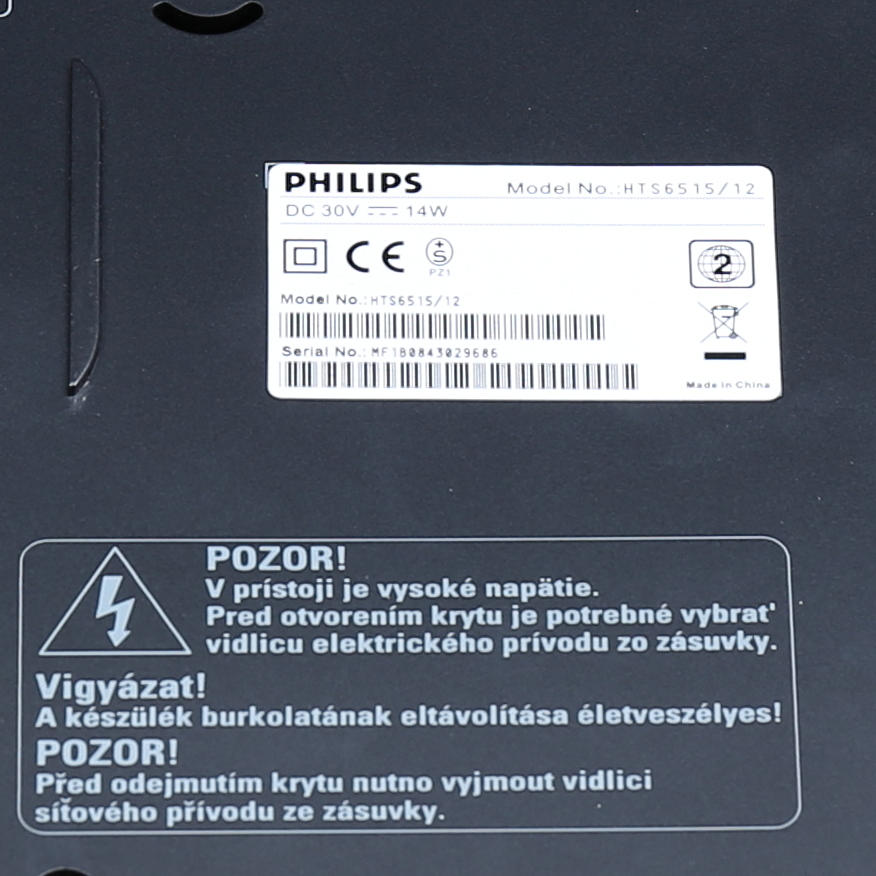 PHILIPS Model No.:HTS6515/12
DC 30V 14W
CE S 2
PZ1
Model No.:HTS6515/12
Serial No.: MF1B0843029686
Made in China
POZOR!
V prístoji je vysoké napätie.
Pred otvorením krytu je potrebné vybrat'
vidlicu elektrického prívodu zo zásuvky.
Vigyázat!
A készülék burkolatának eltávolítása életveszélyes!
POZOR!
Před odejmutím krytu nutno vyjmout vidlici
síťového přívodu ze zásuvky.